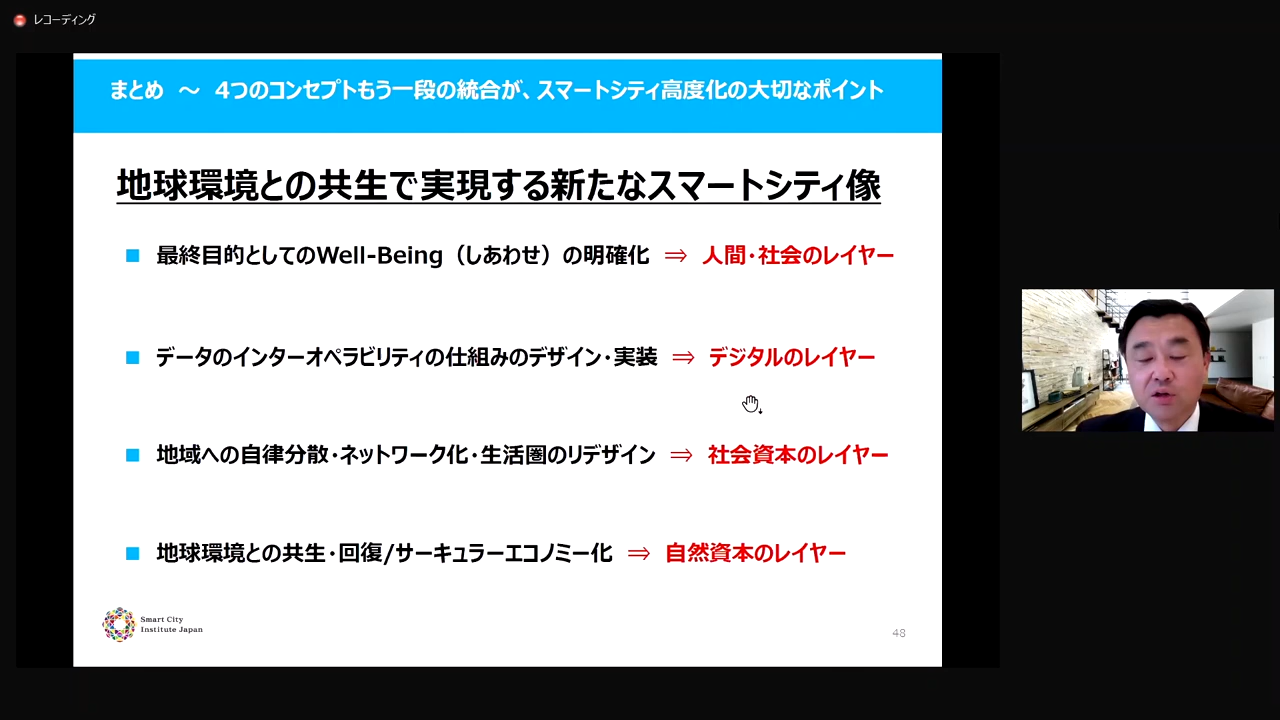 レコーディング
まとめ ～ 4つのコンセプトもう一段の統合が、スマートシティ高度化の大切なポイント
地球環境との共生で実現する新たなスマートシティ像
■ 最終目的としてのWell-Being（しあわせ）の明確化 ⇒ 人間・社会のレイヤー
■ データのインターオペラビリティの仕組みのデザイン・実装 ⇒ デジタルのレイヤー
■ 地域への自律分散・ネットワーク化・生活圏のリデザイン ⇒ 社会資本のレイヤー
■ 地球環境との共生・回復/サーキュラーエコノミー化 ⇒ 自然資本のレイヤー
Smart City
Institute Japan
48